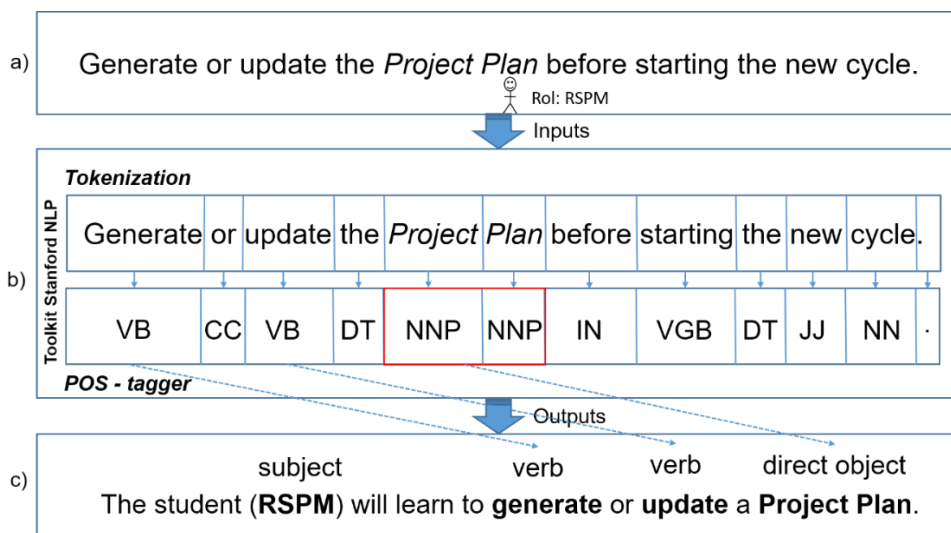 a)
Generate or update the Project Plan before starting the new cycle.
Rol: RSPM
Inputs
b)
Toolkit Stanford NLP
Tokenization
Generate or update the Project Plan before starting the new cycle.
VB CC VB DT NNP NNP IN VGB DT JJ NN .
POS - tagger
Outputs
c)
subject verb verb direct object
The student (RSPM) will learn to generate or update a Project Plan.